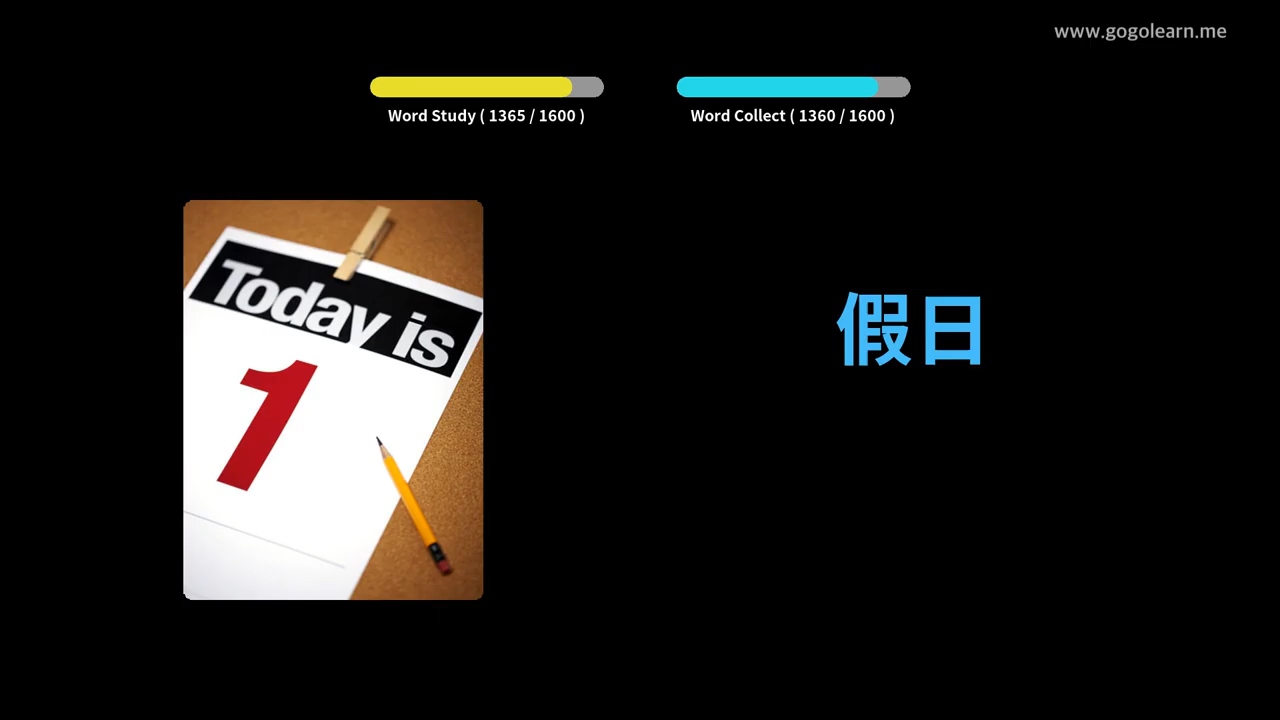 www.gogolearn.me
Word Study ( 1365 / 1600 )
Word Collect ( 1360 / 1600 )
Today is
1
假日